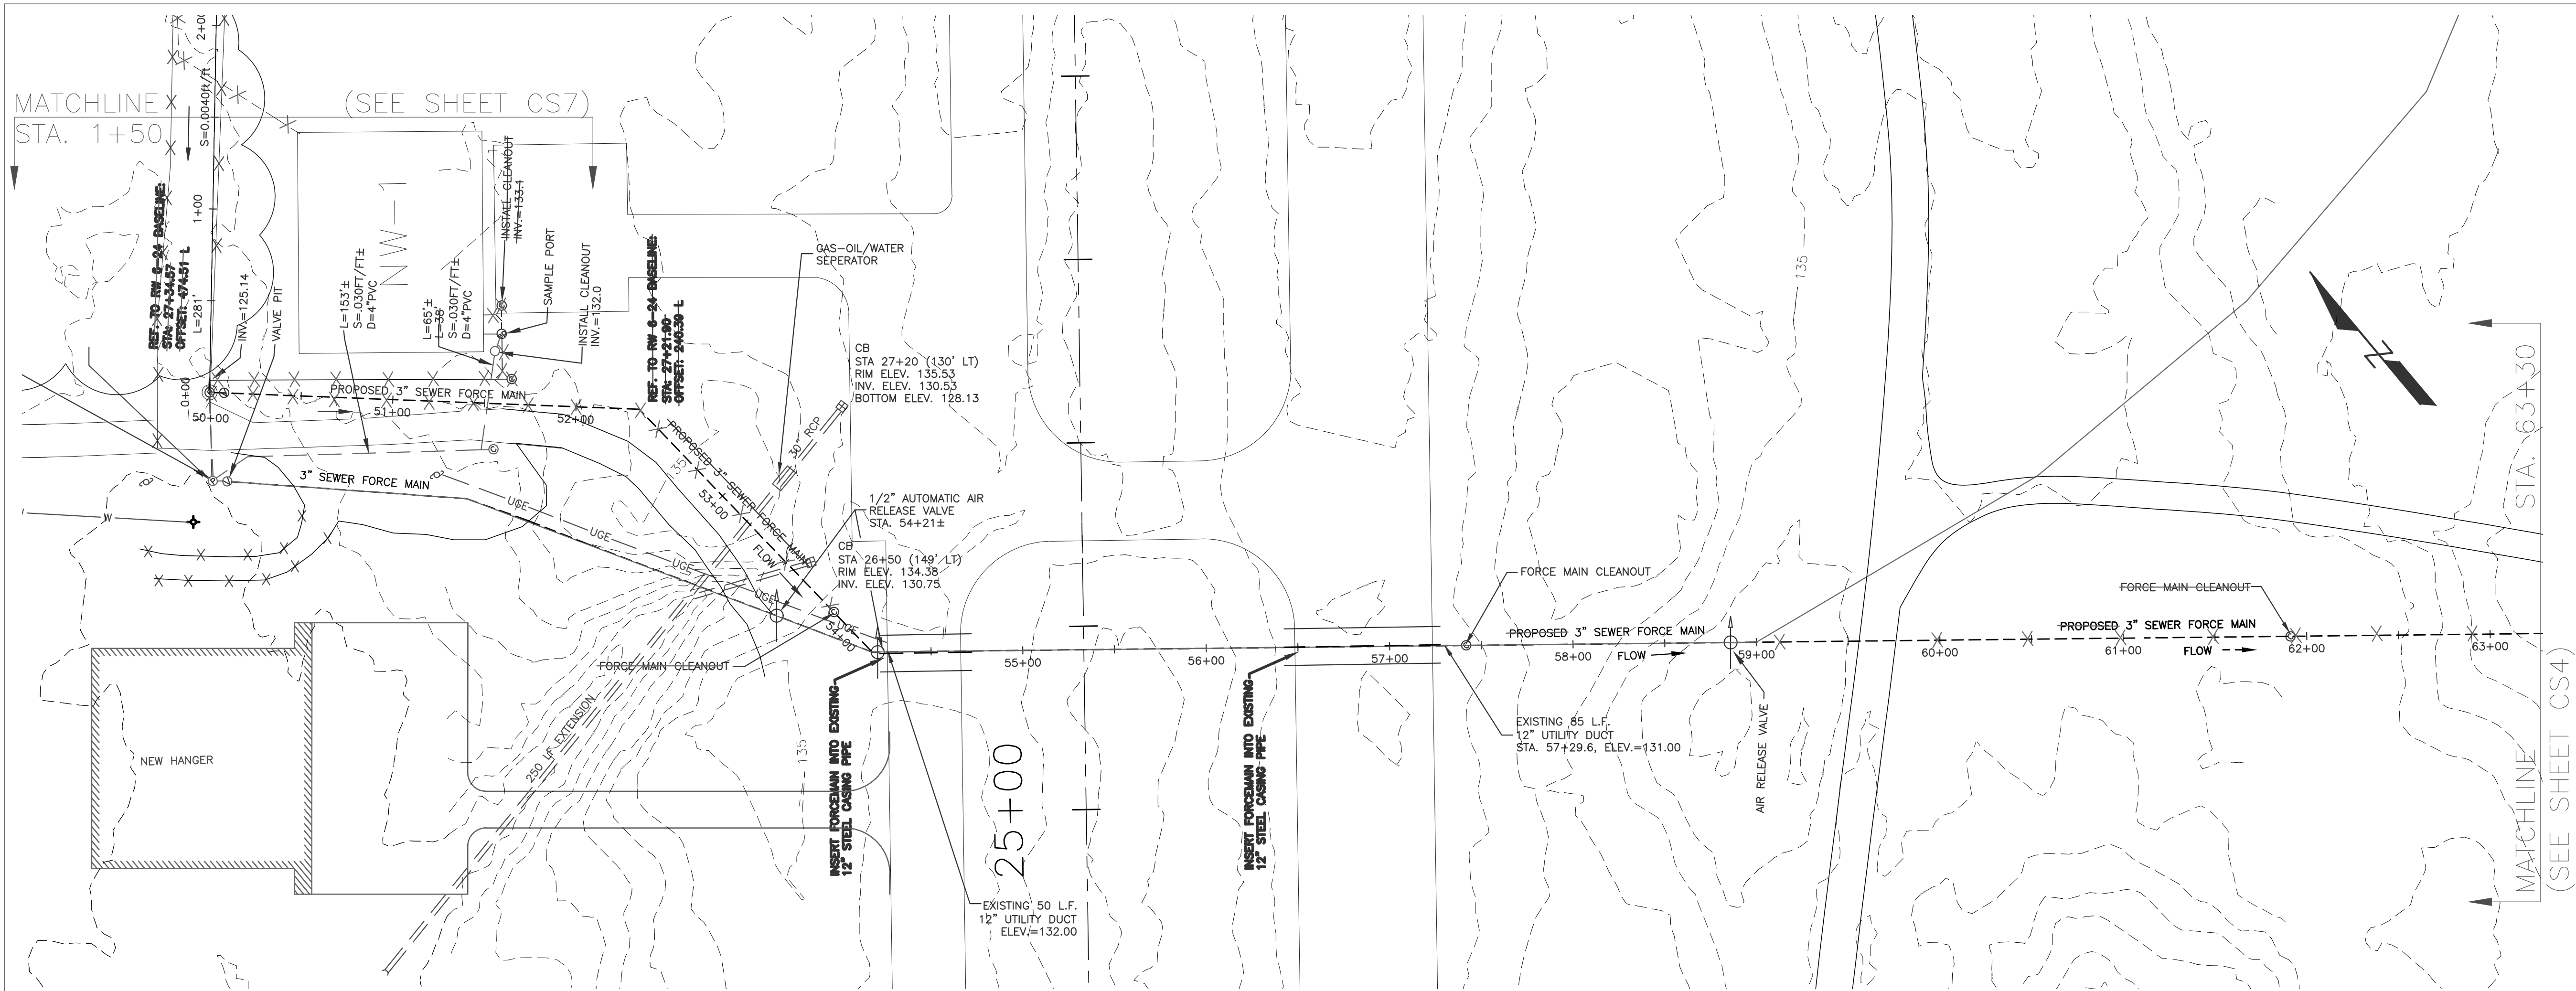 MATCHLINE (SEE SHEET CS7)
STA. 1+50
2+00
S=0.0040ft/ft
1+00
REF. TO RW 6-24 BASELINE:
STA: 27+34.57
OFFSET: 474.51 L
L=281'
0+00
INV.=125.14
VALVE PIT
L=153'±
S=.030FT/FT±
D=4"PVC
NW-1
L=65'±
L=38'
S=.030FT/FT±
D=4"PVC
INSTALL CLEANOUT
INV.=133.1
SAMPLE PORT
INSTALL CLEANOUT
INV.=132.0
REF. TO RW 6-24 BASELINE:
STA: 27+21.90
OFFSET: 240.39 L
GAS-OIL/WATER
SEPERATOR
CB
STA 27+20 (130' LT)
RIM ELEV. 135.53
INV. ELEV. 130.53
BOTTOM ELEV. 128.13
PROPOSED 3" SEWER FORCE MAIN
50+00
51+00
52+00
PROPOSED 3" SEWER FORCE MAIN
135
53+00
FLOW
30" RCP
3" SEWER FORCE MAIN
UGE
UGE
UGE
UGE
UGE
W
1/2" AUTOMATIC AIR
RELEASE VALVE
STA. 54+21±
CB
STA 26+50 (149' LT)
RIM ELEV. 134.38
INV. ELEV. 130.75
54+00
FORCE MAIN CLEANOUT
INSERT FORCEMAIN INTO EXISTING
12" STEEL CASING PIPE
250 LF EXTENSION
NEW HANGER
135
25+00
EXISTING 50 L.F.
12" UTILITY DUCT
ELEV.=132.00
55+00
56+00
57+00
INSERT FORCEMAIN INTO EXISTING
12" STEEL CASING PIPE
FORCE MAIN CLEANOUT
PROPOSED 3" SEWER FORCE MAIN
58+00
FLOW
59+00
EXISTING 85 L.F.
12" UTILITY DUCT
STA. 57+29.6, ELEV.=131.00
AIR RELEASE VALVE
135
60+00
FORCE MAIN CLEANOUT
PROPOSED 3" SEWER FORCE MAIN
61+00
FLOW
62+00
63+00
N
STA. 63+30
MATCHLINE
(SEE SHEET CS4)